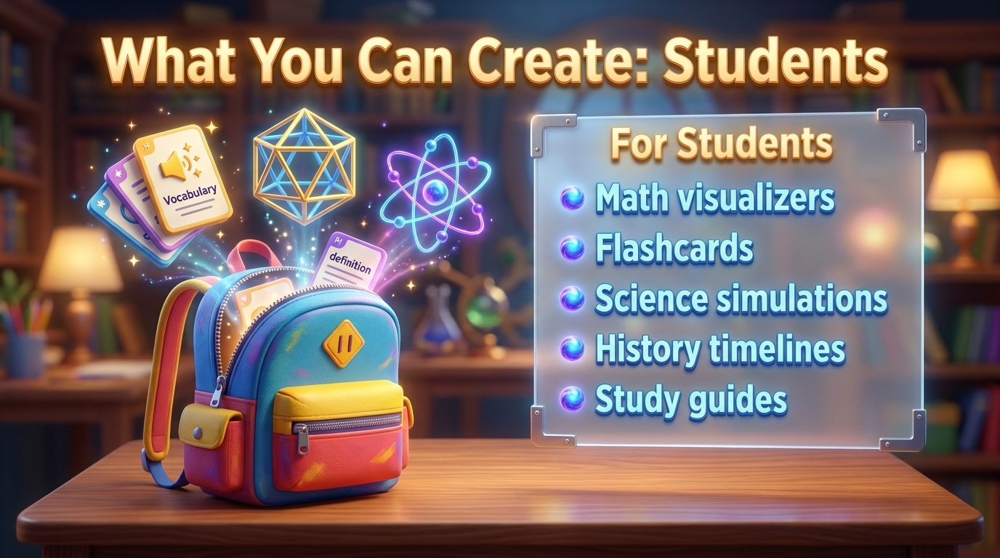 What You Can Create: Students
For Students
Math visualizers
Flashcards
Science simulations
History timelines
Study guides
Vocabulary
definition